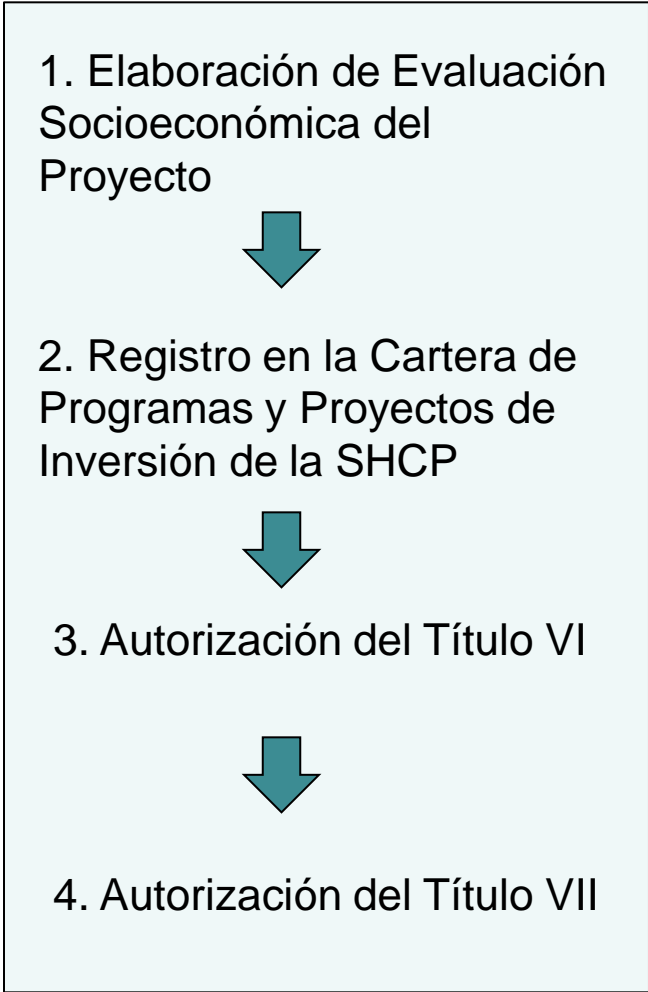 1. Elaboración de Evaluación
Socioeconómica del
Proyecto
2. Registro en la Cartera de
Programas y Proyectos de
Inversión de la SHCP
3. Autorización del Título VI
4. Autorización del Título VII